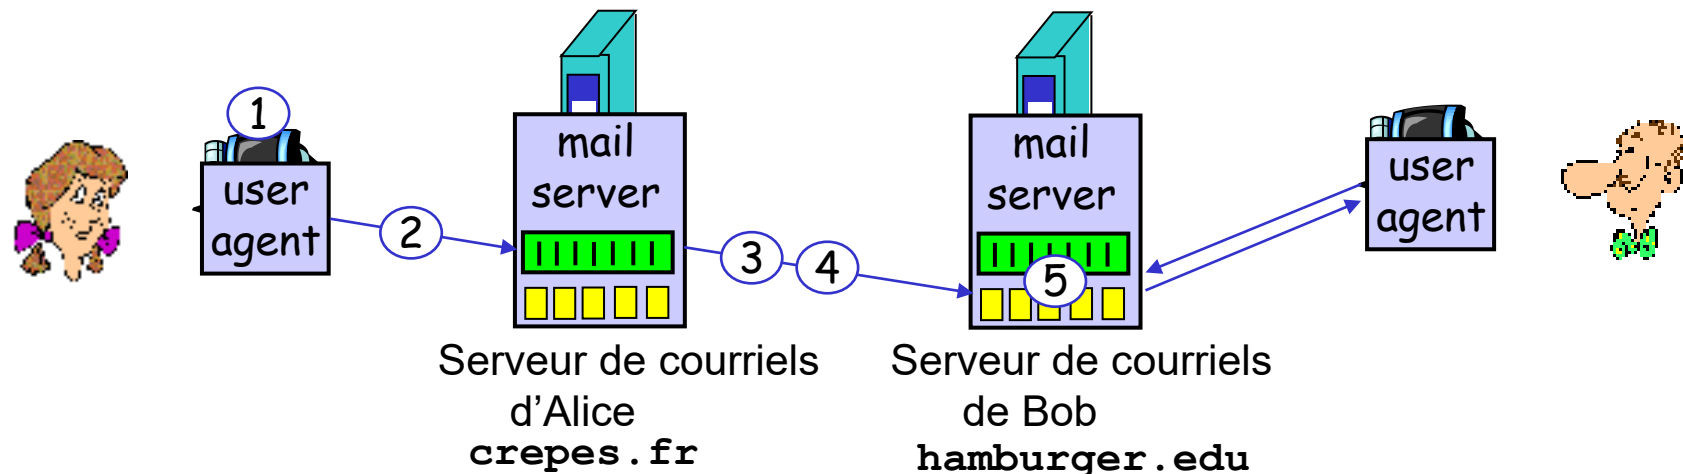 1
user
agent
2
mail
server
3
4
mail
server
5
user
agent
Serveur de courriels
d’Alice
crepes.fr
Serveur de courriels
de Bob
hamburger.edu